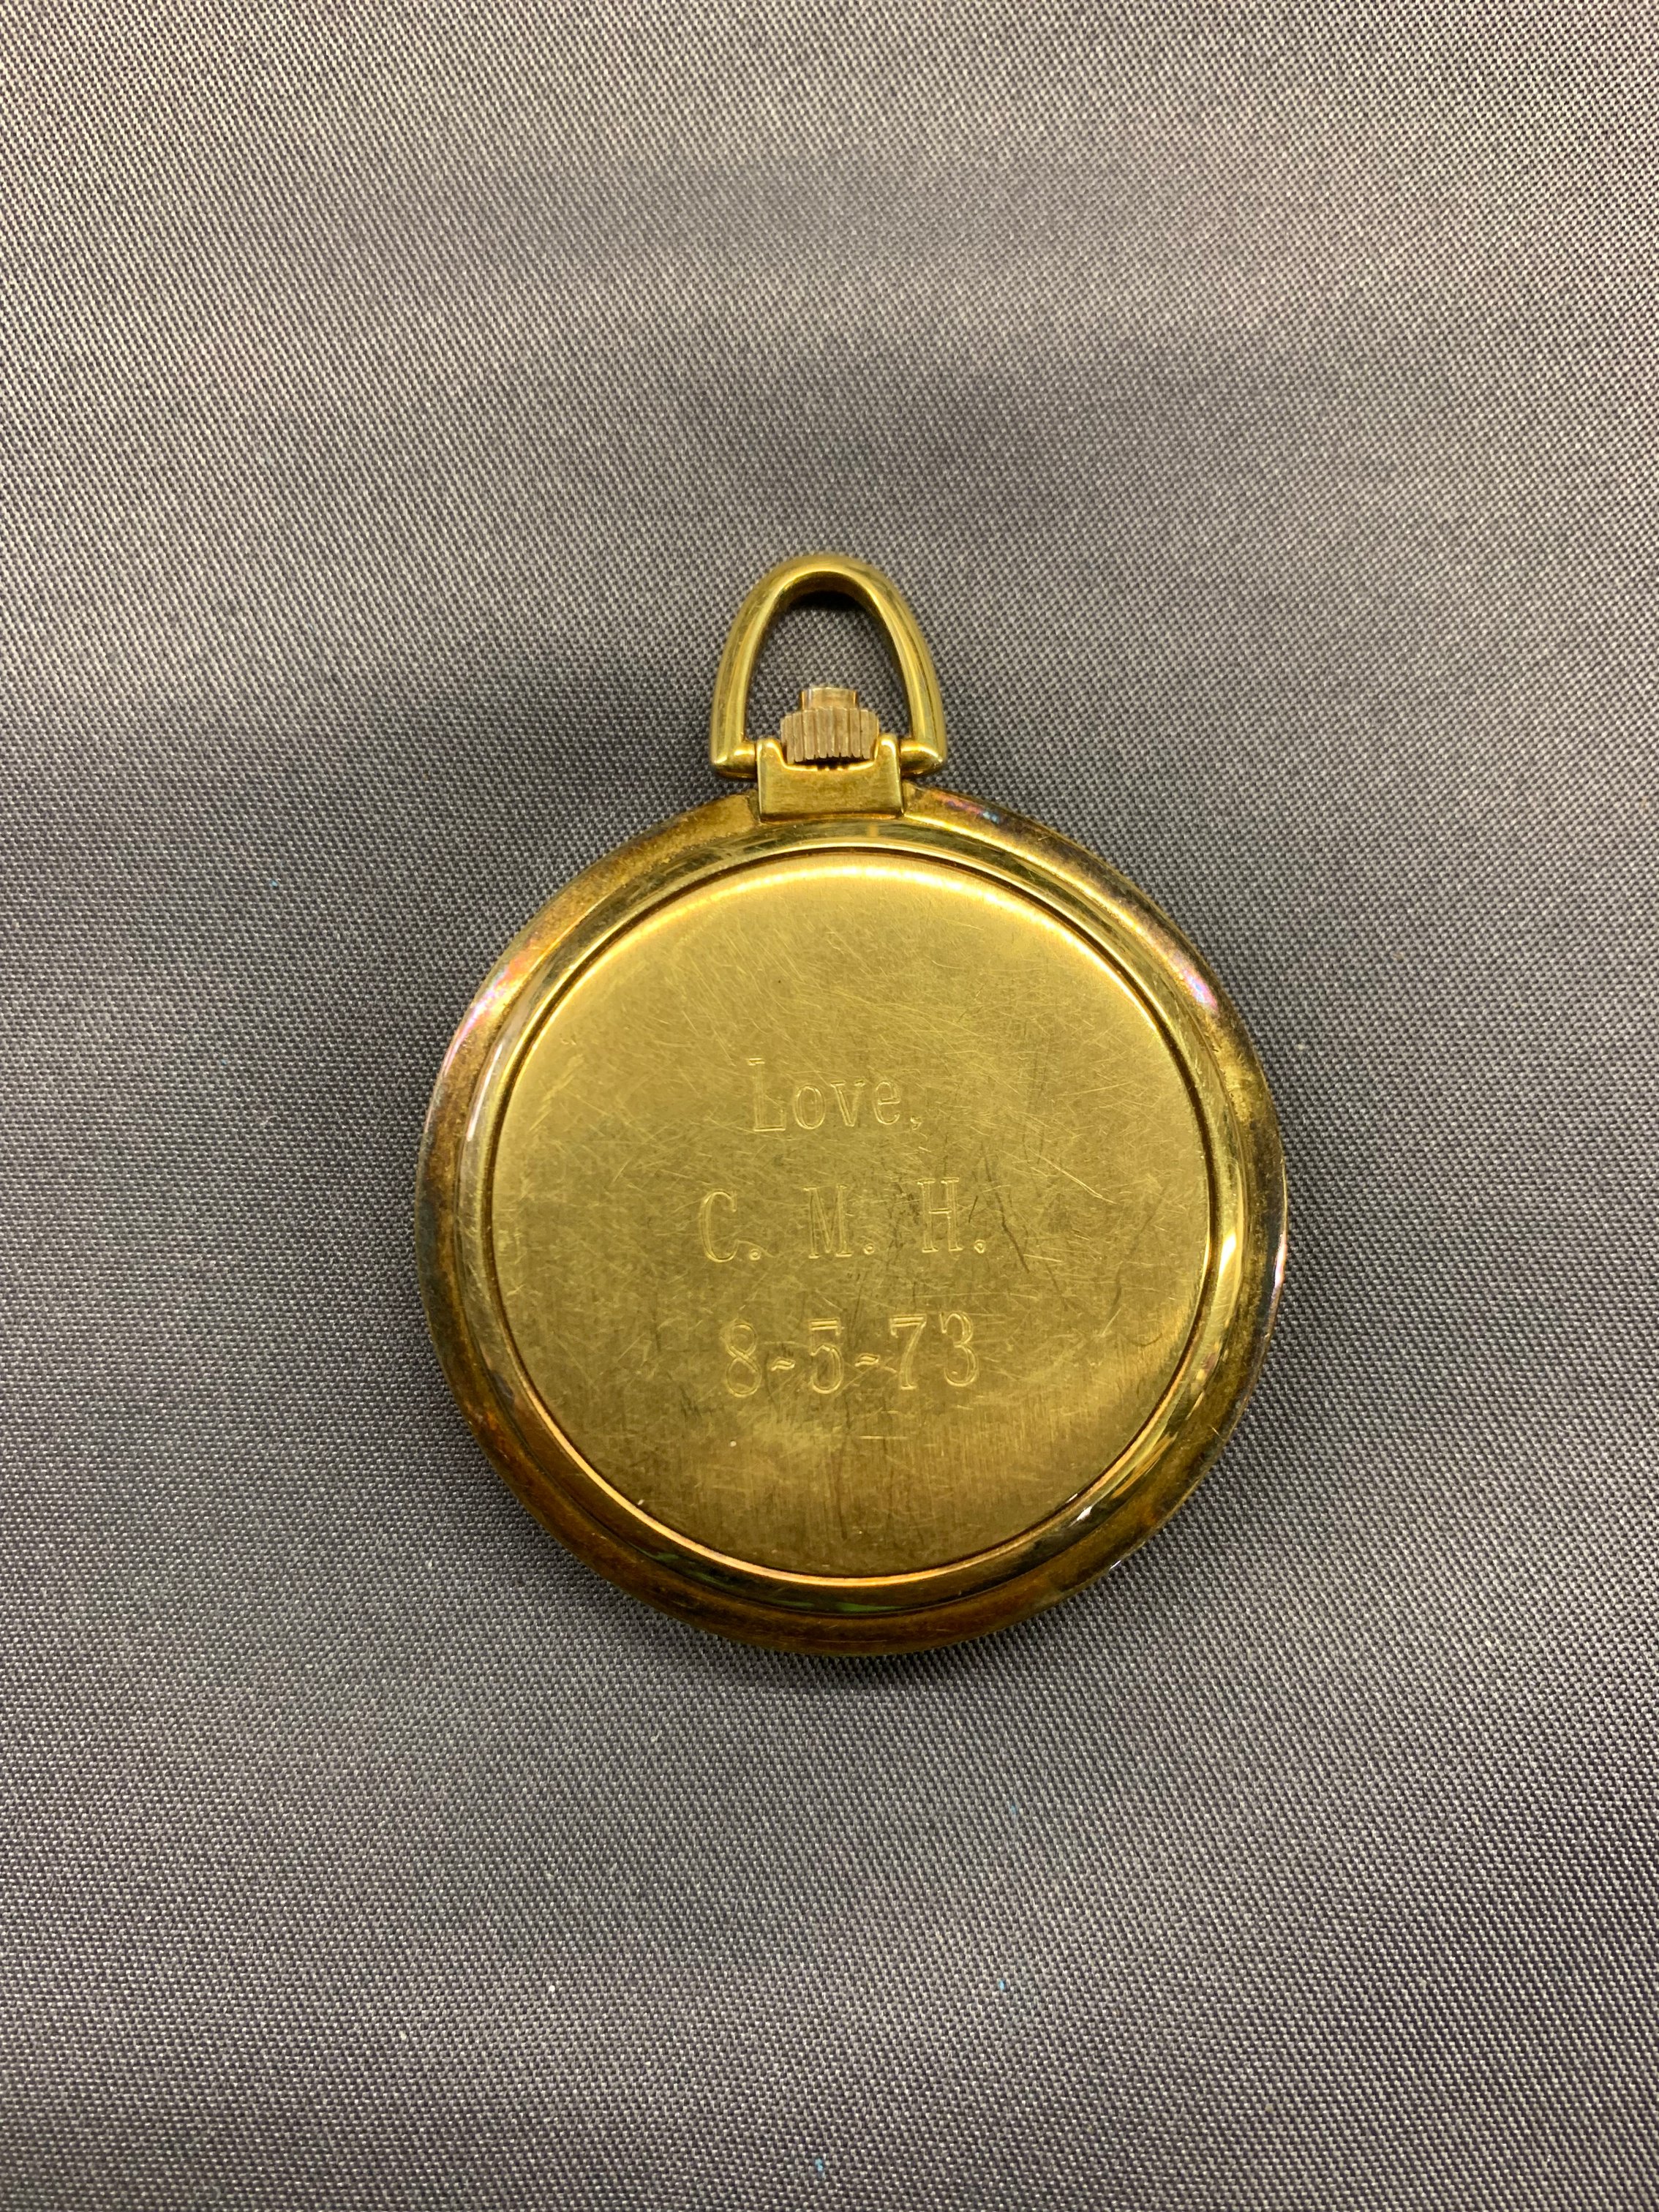 Love,
C. M. H.
8-5-73